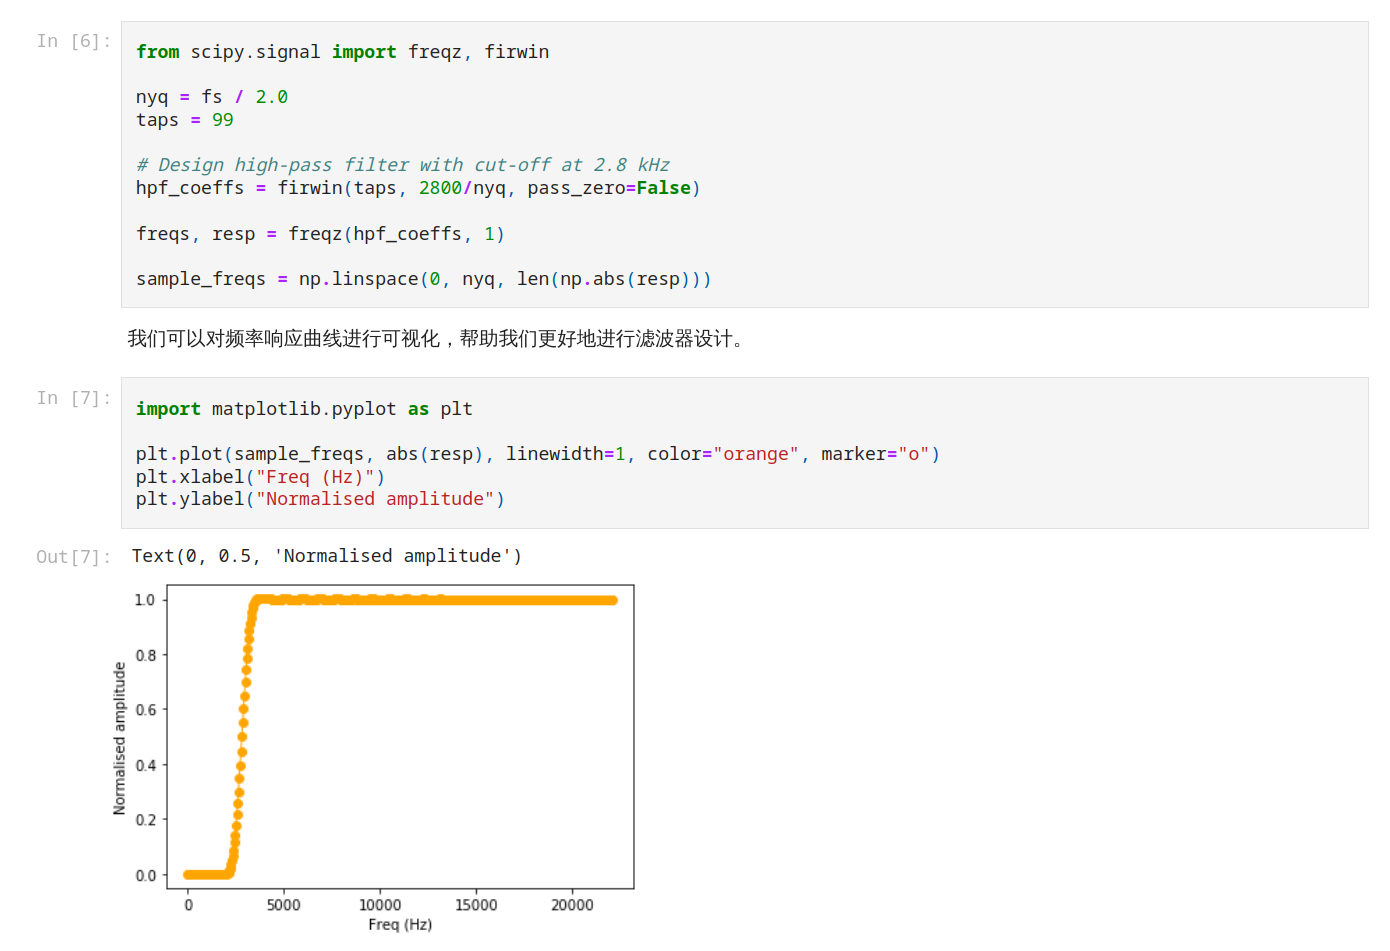 In [6]:
from scipy.signal import freqz, firwin
nyq = fs / 2.0
taps = 99
# Design high-pass filter with cut-off at 2.8 kHz
hpf_coeffs = firwin(taps, 2800/nyq, pass_zero=False)
freqs, resp = freqz(hpf_coeffs, 1)
sample_freqs = np.linspace(0, nyq, len(np.abs(resp)))
我们可以对频率响应曲线进行可视化，帮助我们更好地进行滤波器设计。
In [7]:
import matplotlib.pyplot as plt
plt.plot(sample_freqs, abs(resp), linewidth=1, color="orange", marker="o")
plt.xlabel("Freq (Hz)")
plt.ylabel("Normalised amplitude")
Out[7]:
Text(0, 0.5, 'Normalised amplitude')
1.0
0.8
0.6
0.4
0.2
0.0
Normalised amplitude
0 5000 10000 15000 20000
Freq (Hz)